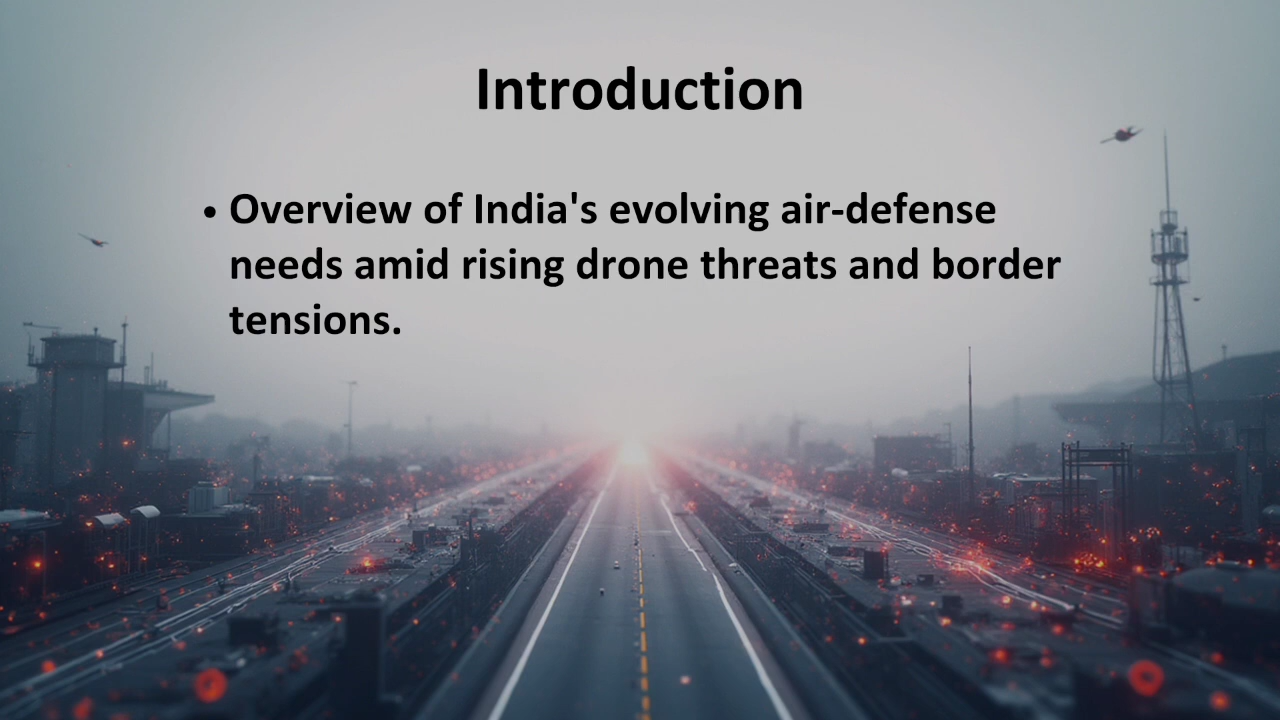 Introduction
• Overview of India's evolving air-defense
needs amid rising drone threats and border
tensions.